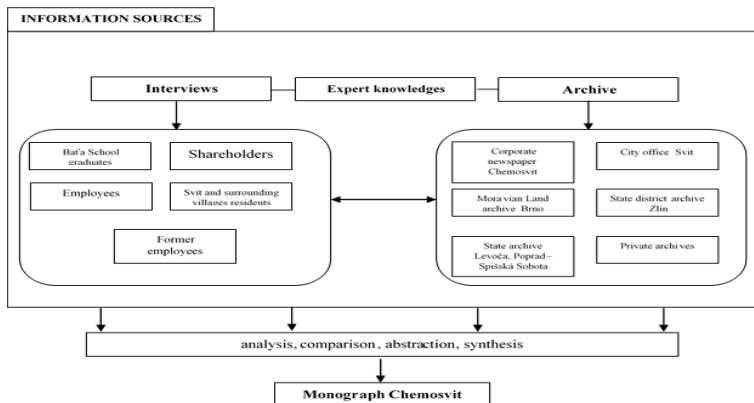 INFORMATION SOURCES
Interviews
Expert knowledges
Archive
Baťa School
graduates
Shareholders
Employees
Svit and surrounding
villages residents
Former
employees
Corporate
newspaper
Chemosvit
City office Svit
Moravian Land
archive Brno
State district archive
Zlín
State archive
Levoča, Poprad–
Spišská Sobota
Private archives
analysis, comparison, abstraction, synthesis
Monograph Chemosvit